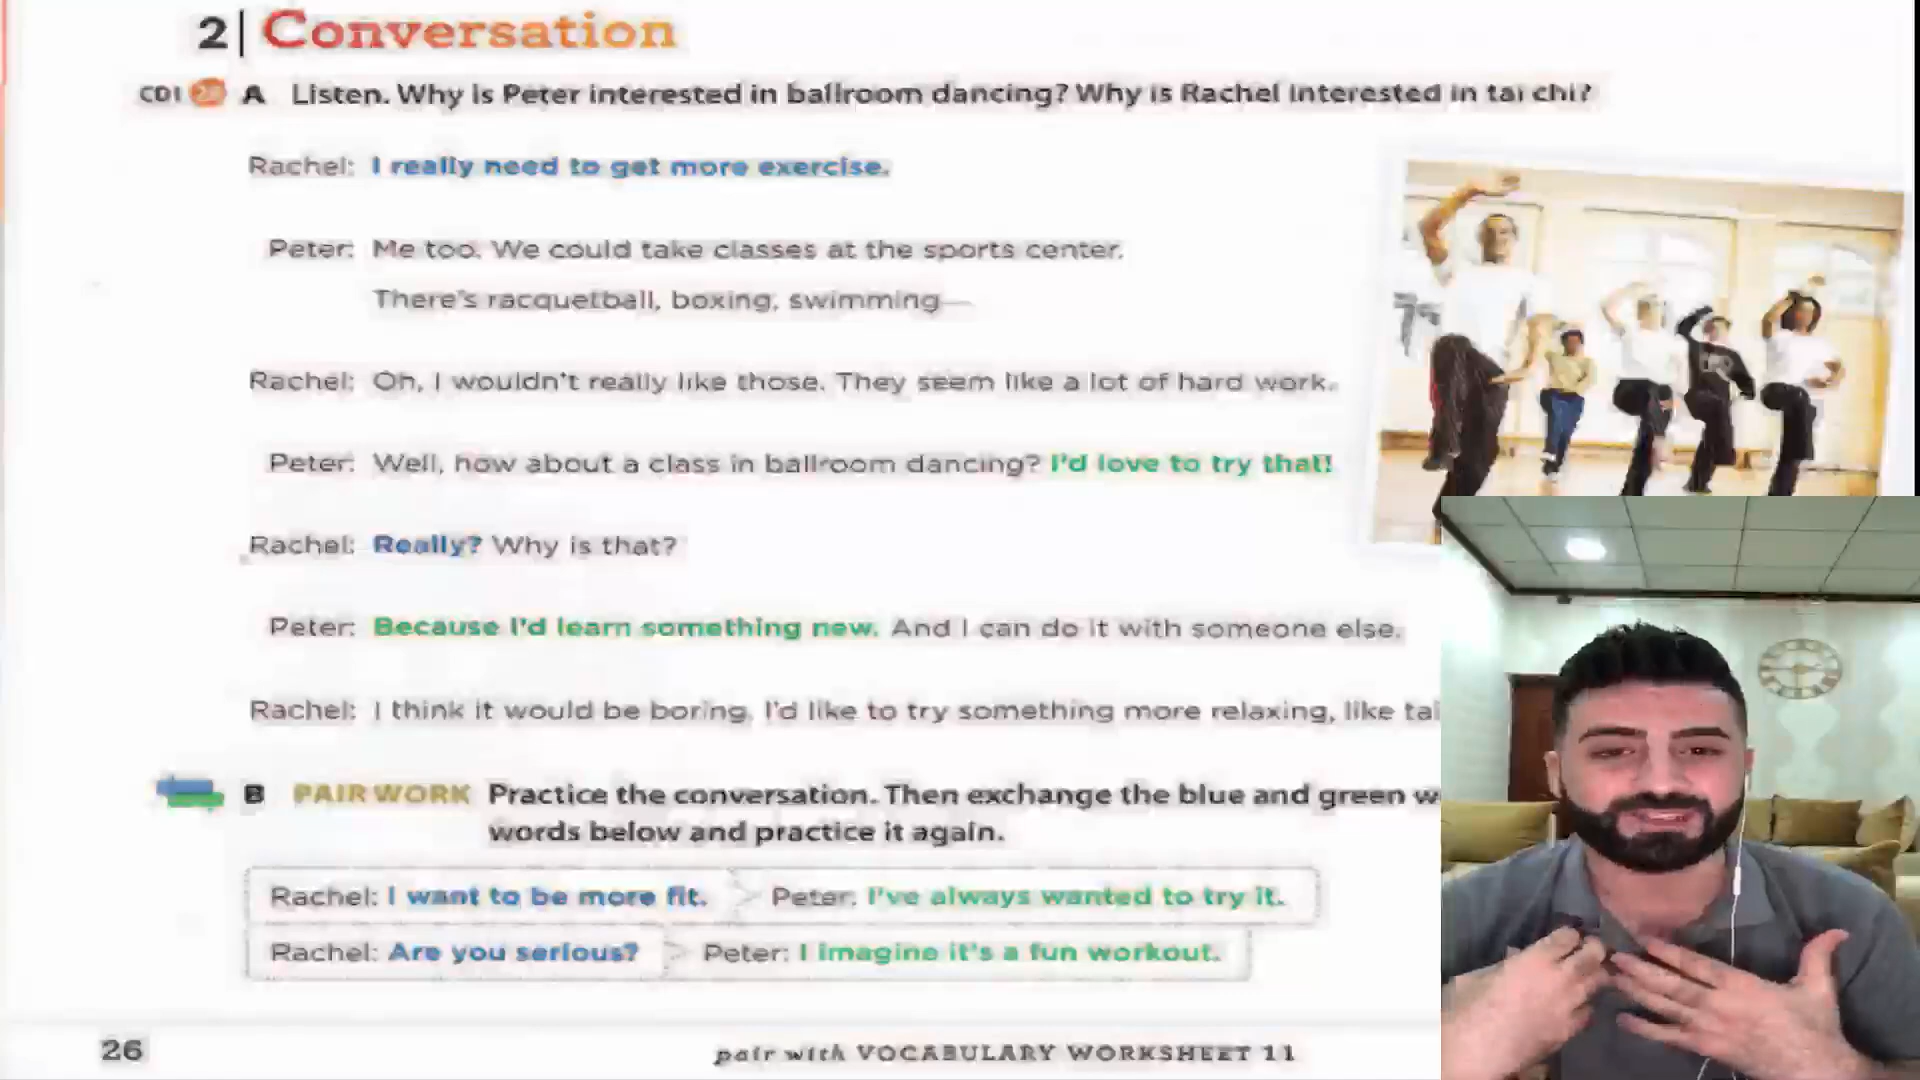 2 | Conversation
CD1 A Listen. Why is Peter interested in ballroom dancing? Why is Rachel interested in tai chi?
Rachel: I really need to get more exercise.
Peter: Me too. We could take classes at the sports center.
There's racquetball, boxing, swimming—
Rachel: Oh, I wouldn't really like those. They seem like a lot of hard work.
Peter: Well, how about a class in ballroom dancing? I'd love to try that!
Rachel: Really? Why is that?
Peter: Because I'd learn something new. And I can do it with someone else.
Rachel: I think it would be boring. I'd like to try something more relaxing, like tai
B PAIR WORK Practice the conversation. Then exchange the blue and green w
words below and practice it again.
Rachel: I want to be more fit. Peter: I've always wanted to try it.
Rachel: Are you serious? Peter: I imagine it's a fun workout.
26 pair with VOCABULARY WORKSHEET 11